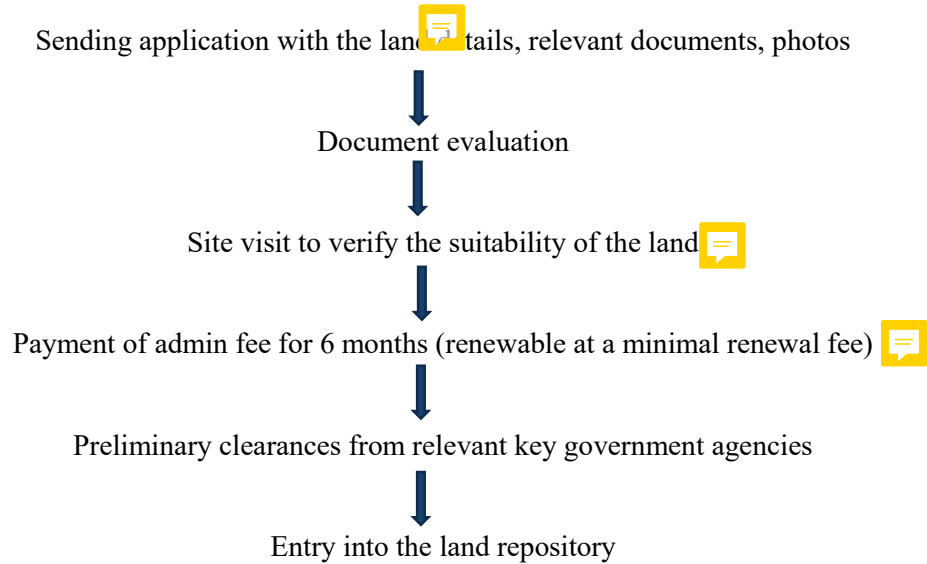 Sending application with the land tails, relevant documents, photos
Document evaluation
Site visit to verify the suitability of the land
Payment of admin fee for 6 months (renewable at a minimal renewal fee)
Preliminary clearances from relevant key government agencies
Entry into the land repository